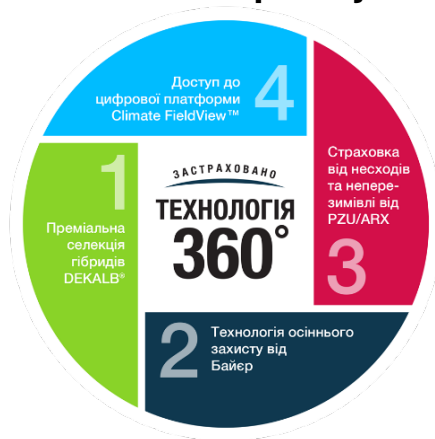 4
Доступ до
цифрової платформи
Climate FieldView™
1
Преміальна
селекція
гібридів
DEKALB®
ЗАСТРАХОВАНО
ТЕХНОЛОГІЯ
360°
Страховка
від несходів
та непере-
зимівлі від
PZU/ARX
3
2
Технологія осіннього
захисту від
Байєр